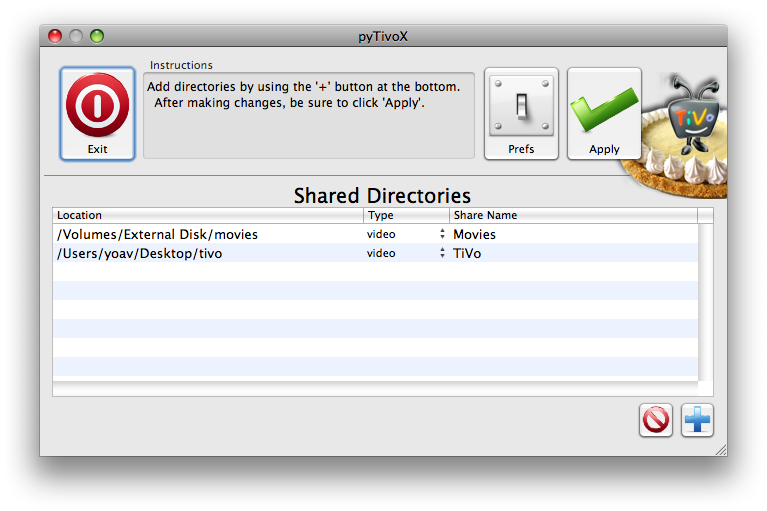 pyTivoX
Instructions
Add directories by using the '+' button at the bottom.
After making changes, be sure to click 'Apply'.
Exit
Prefs
Apply
TiVo
Shared Directories
Location Type Share Name
/Volumes/External Disk/movies video Movies
/Users/yoav/Desktop/tivo video TiVo